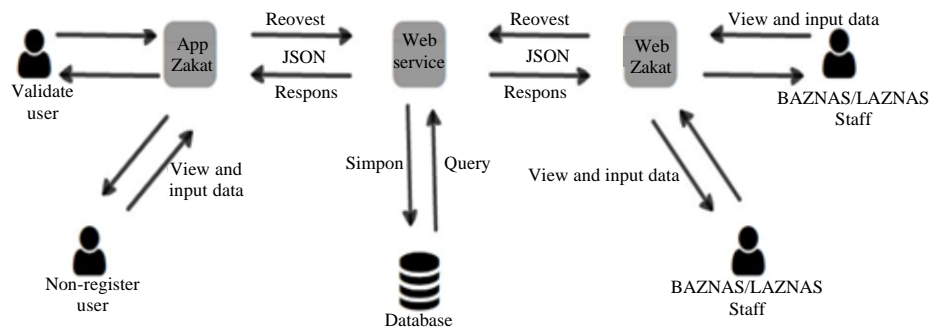 Reovest
Reovest
View and input data
App
Zakat
Web
service
Web
Zakat
JSON
JSON
Validate
user
Respons
Respons
BAZNAS/LAZNAS
Staff
View and
input data
Simpon
Query
View and input data
Non-register
user
Database
BAZNAS/LAZNAS
Staff